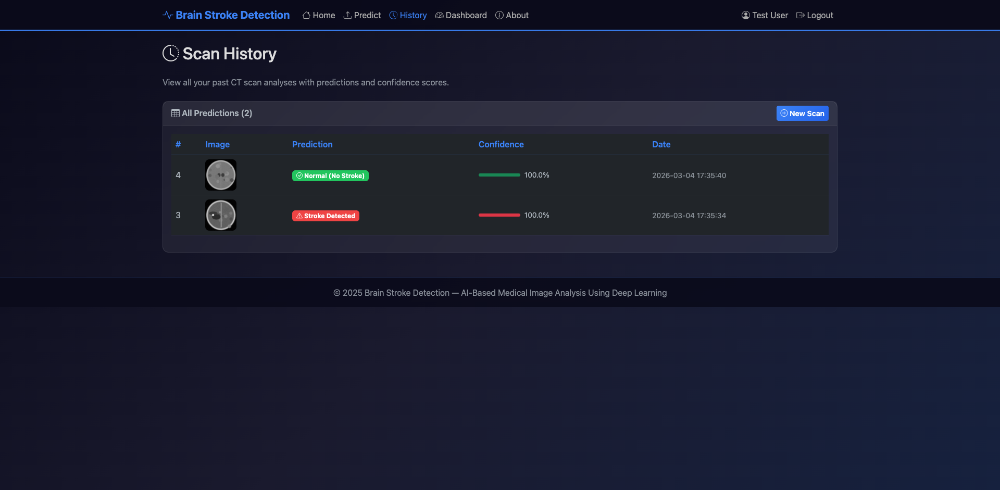 Brain Stroke Detection Home Predict History Dashboard About Test User Logout
Scan History
View all your past CT scan analyses with predictions and confidence scores.
All Predictions (2) New Scan
# Image Prediction Confidence Date
4 Normal (No Stroke) 100.0% 2026-03-04 17:35:40
3 Stroke Detected 100.0% 2026-03-04 17:35:34
© 2025 Brain Stroke Detection — AI-Based Medical Image Analysis Using Deep Learning